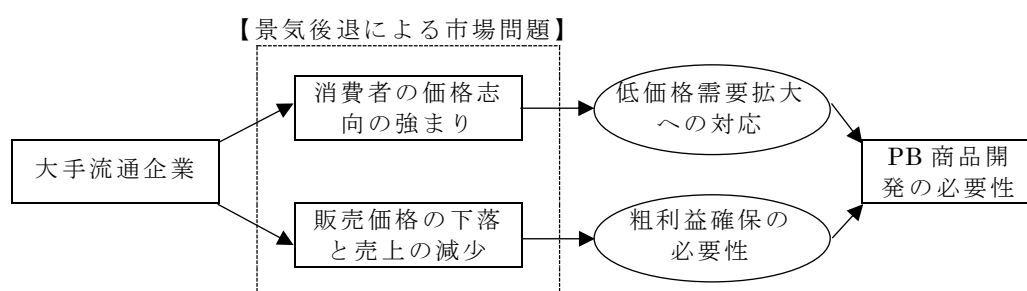 【景気後退による市場問題】
消費者の価格志
向の強まり
低価格需要拡大
への対応
大手流通企業
PB 商品開
発の必要性
販売価格の下落
と売上の減少
粗利益確保の
必要性